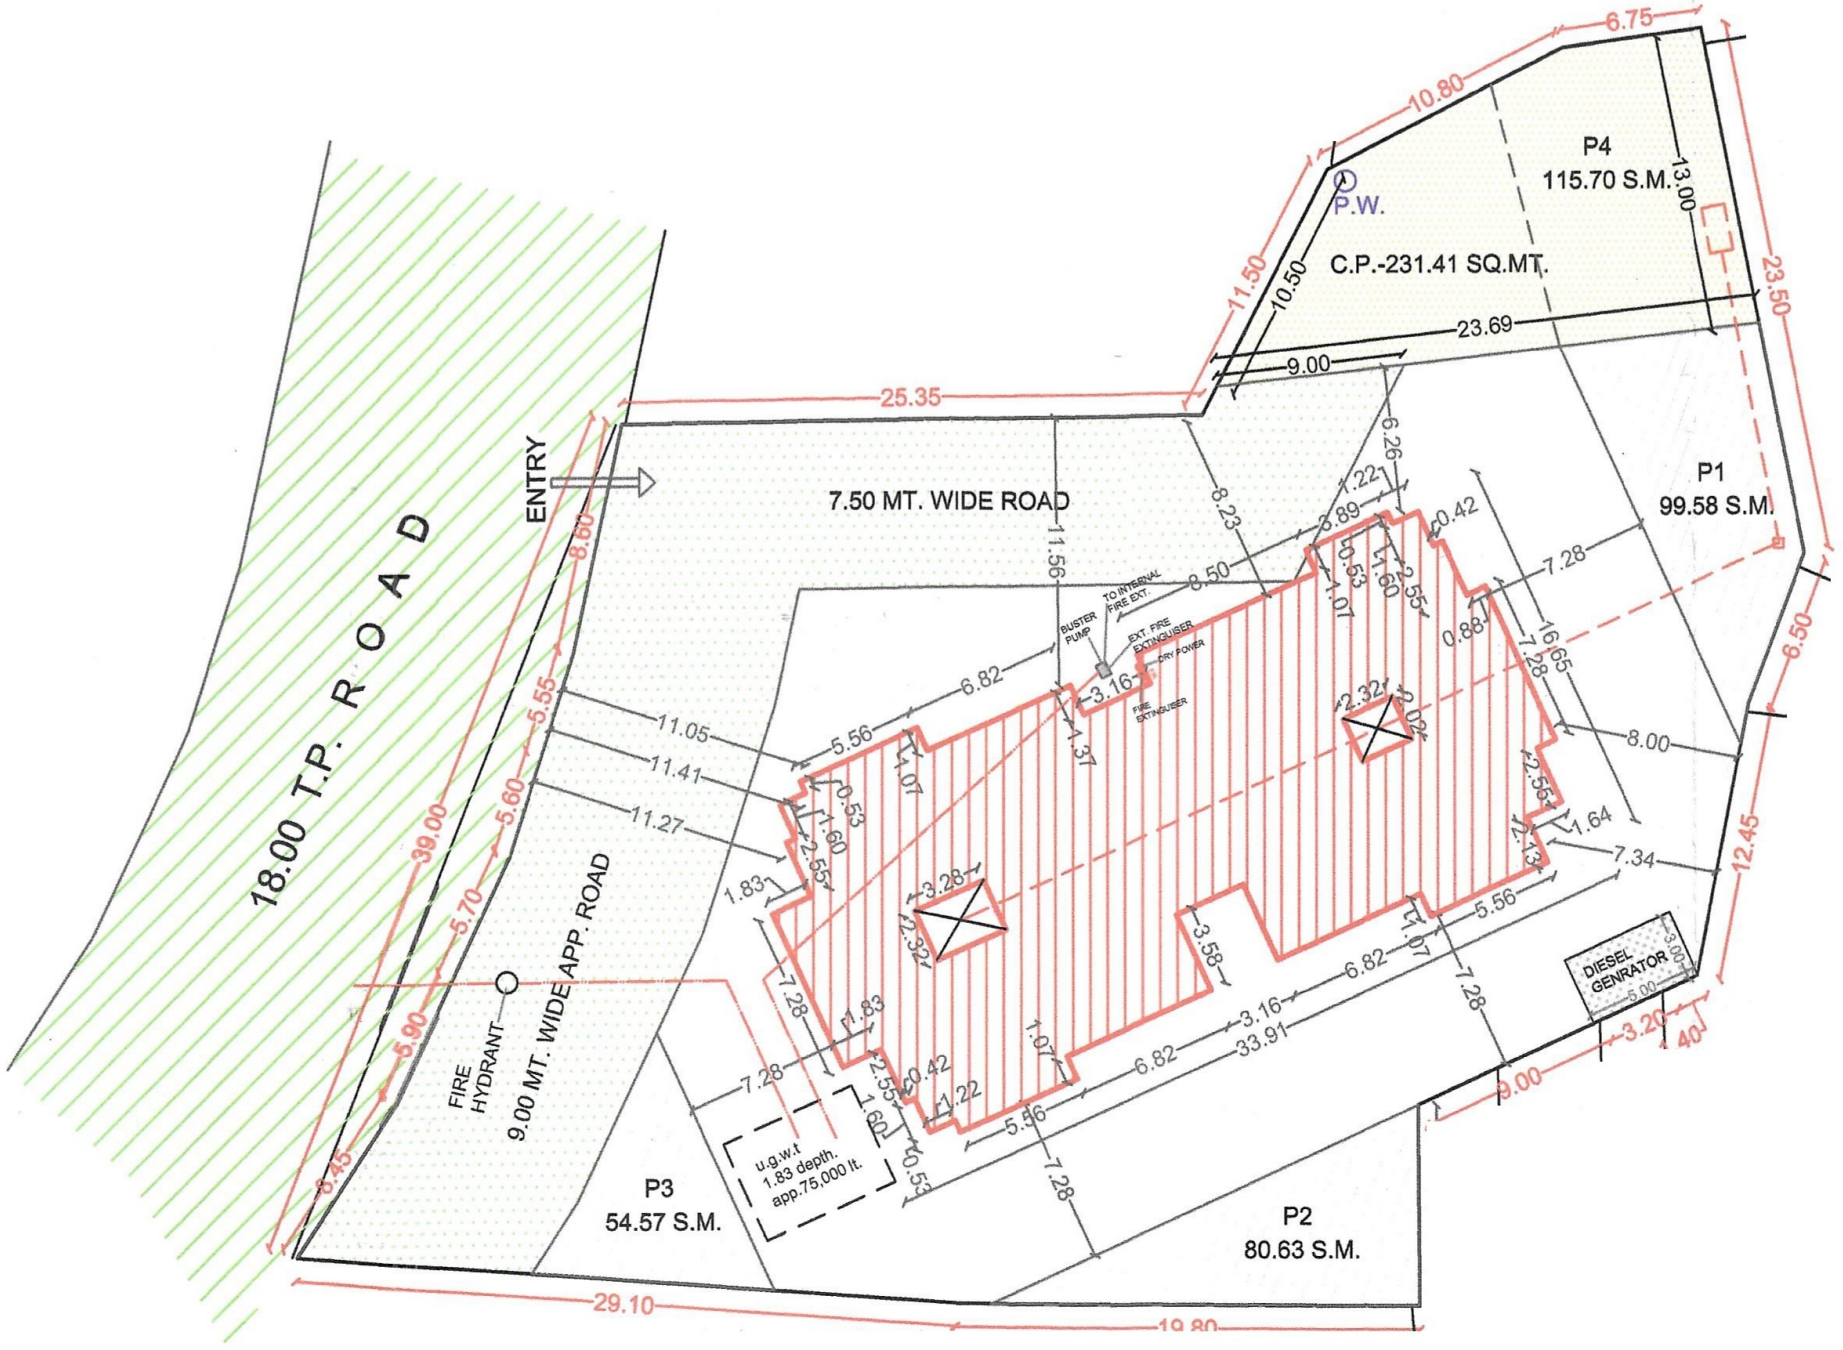 6.75
10.80
P4
115.70 S.M.
13.00
P.W.
C.P.-231.41 SQ.MT.
11.50
10.50
23.50
23.69
9.00
25.35
ENTRY
8.60
7.50 MT. WIDE ROAD
11.56
8.23
6.26
1.22
3.89
0.42
P1
99.58 S.M.
8.50
0.53
1.07
1.60
2.55
7.28
0.88
7.28
16.65
6.50
TO INTERNAL
FIRE EXT.
BUSTER
PUMP
EXT. FIRE
EXTINGUISER
DRY POWER
FIRE
EXTINGUISER
3.16
6.82
5.56
1.07
1.37
2.32
2.02
18.00 T.P. ROAD
39.00
5.55
5.60
5.70
5.90
8.45
11.05
11.41
11.27
0.53
1.60
2.55
1.83
8.00
2.55
1.64
2.13
7.34
12.45
3.28
2.32
3.58
5.56
1.07
6.82
7.28
DIESEL
GENRATOR
3.00
5.00
3.20
.40
9.00
9.00 MT. WIDE APP. ROAD
FIRE
HYDRANT
7.28
1.83
7.28
2.55
0.42
1.22
1.60
0.53
1.07
5.56
6.82
3.16
33.91
7.28
u.g.w.t
1.83 depth.
app.75,000 lt.
P3
54.57 S.M.
P2
80.63 S.M.
29.10
19.80